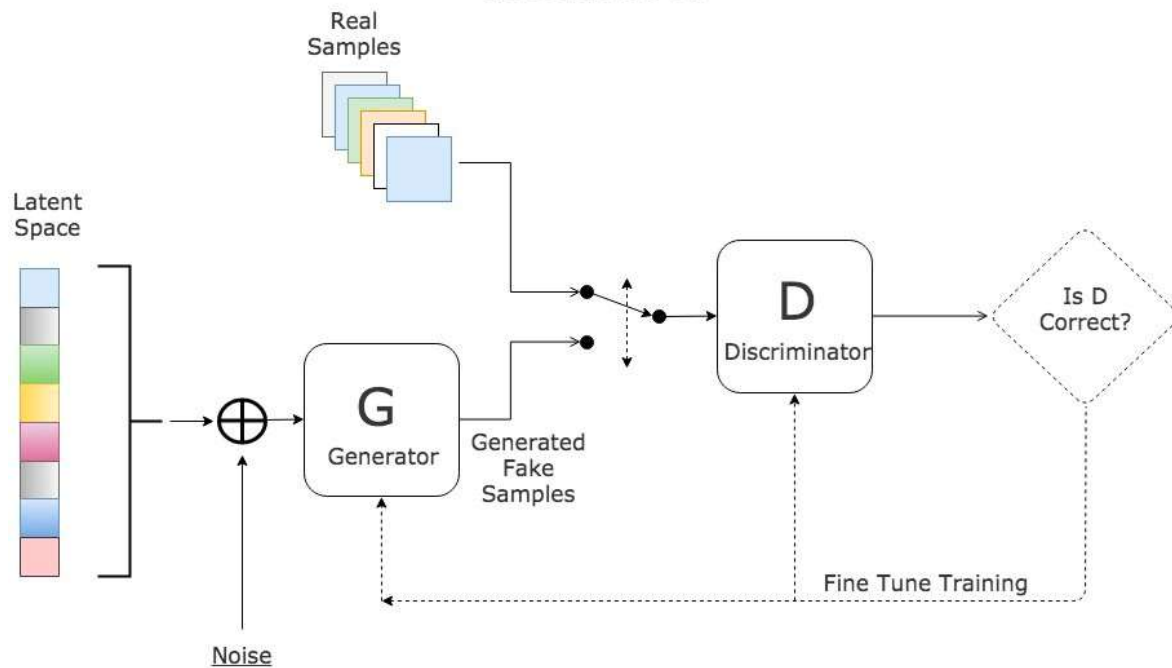 Real
Samples
Latent
Space
G
Generator
Generated
Fake
Samples
D
Discriminator
Is D
Correct?
Fine Tune Training
Noise